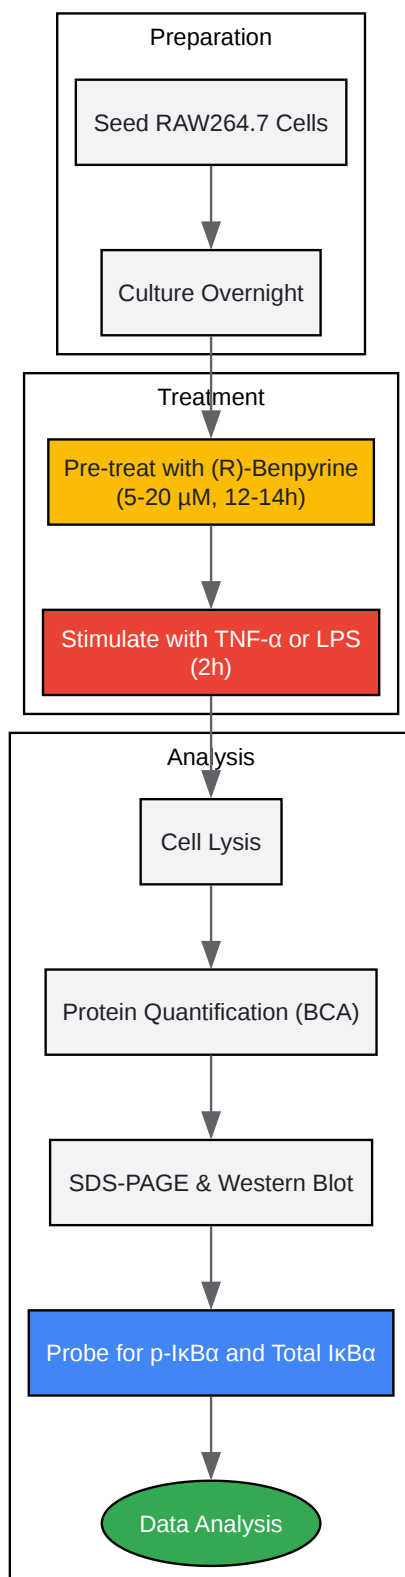 Preparation
Seed RAW264.7 Cells
Culture Overnight
Treatment
Pre-treat with (R)-Benpyrine
(5-20 µM, 12-14h)
Stimulate with TNF-α or LPS
(2h)
Analysis
Cell Lysis
Protein Quantification (BCA)
SDS-PAGE & Western Blot
Probe for p-IκBα and Total IκBα
Data Analysis